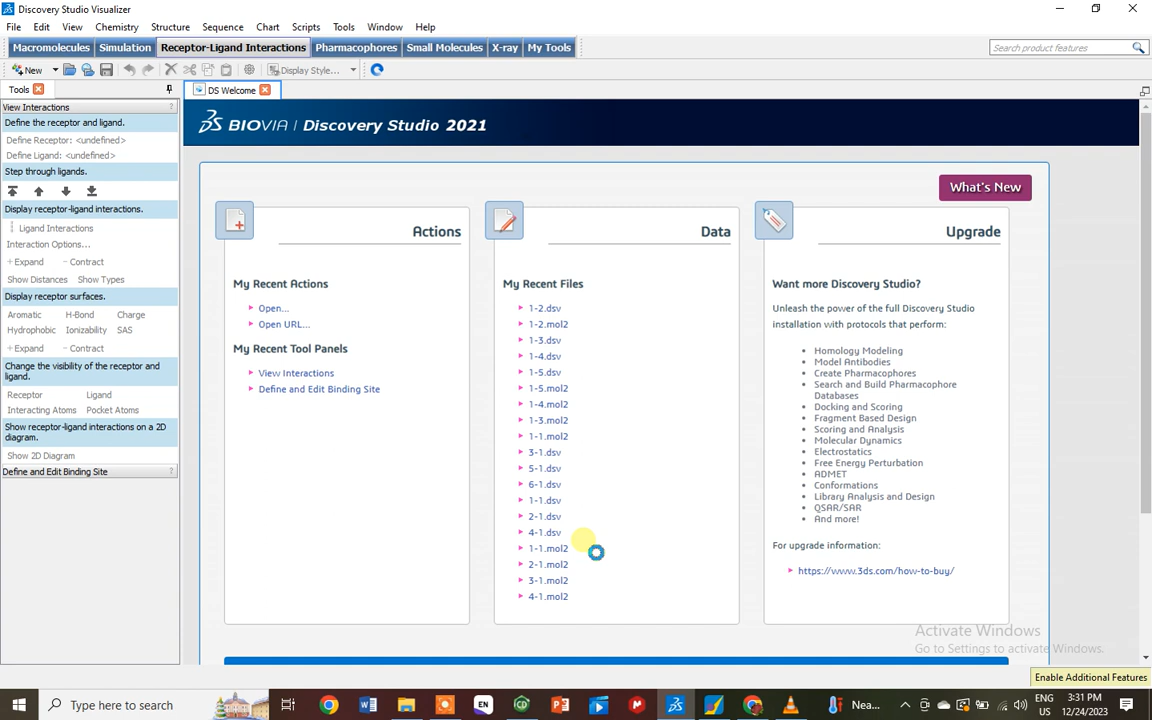 Discovery Studio Visualizer
File Edit View Chemistry Structure Sequence Chart Scripts Tools Window Help
Macromolecules Simulation Receptor-Ligand Interactions Pharmacophores Small Molecules X-ray My Tools
Search product features
New Display Style...
Tools DS Welcome
View Interactions ?
Define the receptor and ligand.
Define Receptor: <undefined>
Define Ligand: <undefined>
Step through ligands.
Display receptor-ligand interactions.
Ligand Interactions
Interaction Options...
+Expand −Contract
Show Distances Show Types
Display receptor surfaces.
Aromatic H-Bond Charge
Hydrophobic Ionizability SAS
+Expand −Contract
Change the visibility of the receptor and
ligand.
Receptor Ligand
Interacting Atoms Pocket Atoms
Show receptor-ligand interactions on a 2D
diagram.
Show 2D Diagram
Define and Edit Binding Site ?
BIOVIA | Discovery Studio 2021
What's New
Actions
My Recent Actions
Open...
Open URL...
My Recent Tool Panels
View Interactions
Define and Edit Binding Site
Data
My Recent Files
1-2.dsv
1-2.mol2
1-3.dsv
1-4.dsv
1-5.dsv
1-5.mol2
1-4.mol2
1-3.mol2
1-1.mol2
3-1.dsv
5-1.dsv
6-1.dsv
1-1.dsv
2-1.dsv
4-1.dsv
1-1.mol2
2-1.mol2
3-1.mol2
4-1.mol2
Upgrade
Want more Discovery Studio?
Unleash the power of the full Discovery Studio
installation with protocols that perform:
• Homology Modeling
• Model Antibodies
• Create Pharmacophores
• Search and Build Pharmacophore
Databases
• Docking and Scoring
• Fragment Based Design
• Scoring and Analysis
• Molecular Dynamics
• Electrostatics
• Free Energy Perturbation
• ADMET
• Conformations
• Library Analysis and Design
• QSAR/SAR
• And more!
For upgrade information:
https://www.3ds.com/how-to-buy/
Activate Windows
Go to Settings to activate Windows.
Enable Additional Features
Type here to search
EN
Nea...
ENG
US
3:31 PM
12/24/2023